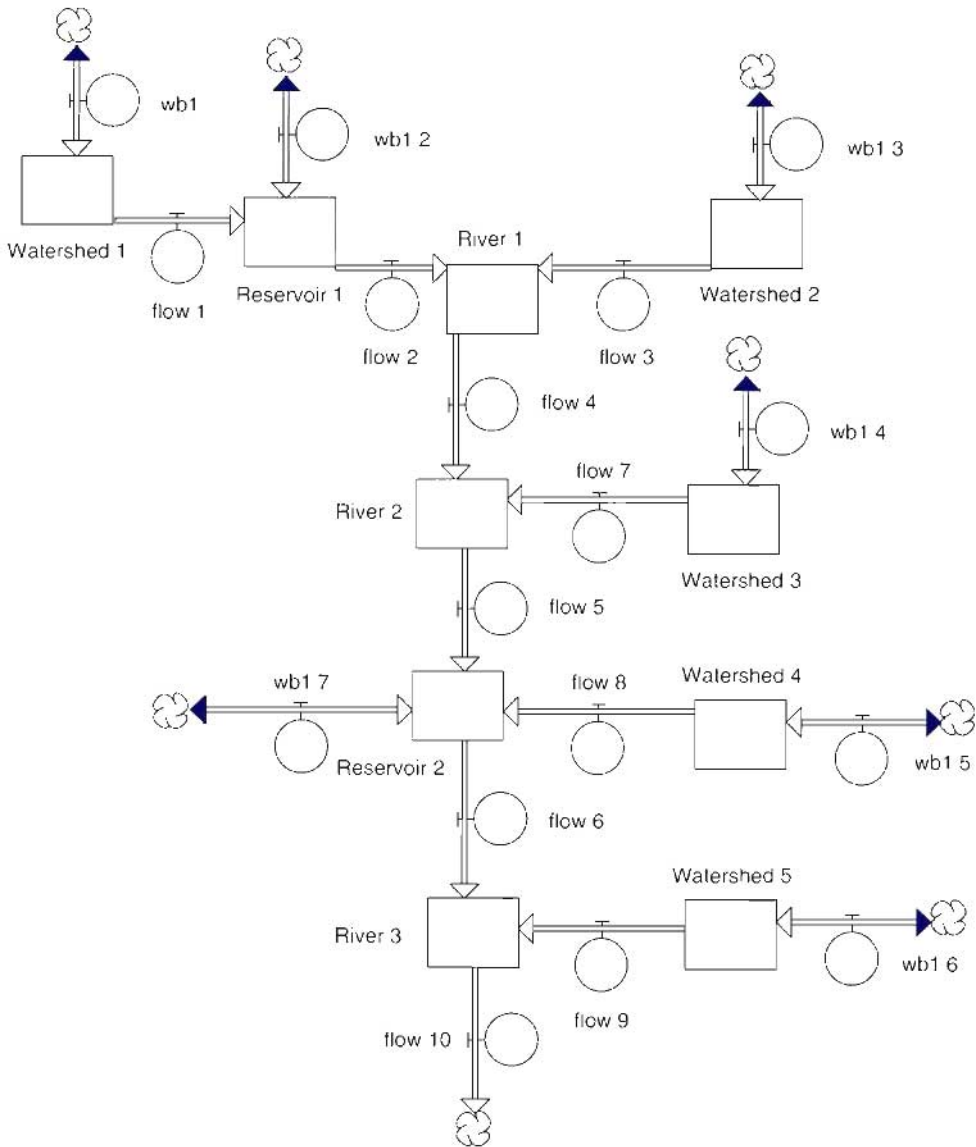 wb1
wb1 2
wb1 3
Watershed 1
flow 1
Reservoir 1
flow 2
River 1
flow 3
Watershed 2
flow 4
wb1 4
River 2
flow 7
Watershed 3
flow 5
wb1 7
Reservoir 2
flow 8
Watershed 4
wb1 5
flow 6
Watershed 5
River 3
flow 9
wb1 6
flow 10